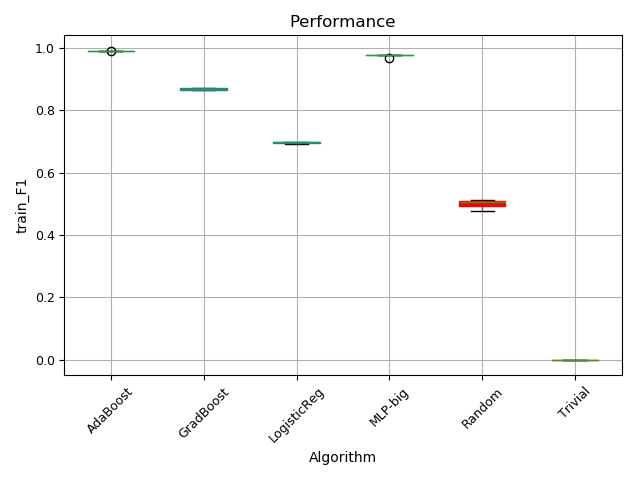 Performance
train_F1
1.0
0.8
0.6
0.4
0.2
0.0
AdaBoost
GradBoost
LogisticReg
MLP-big
Random
Trivial
Algorithm